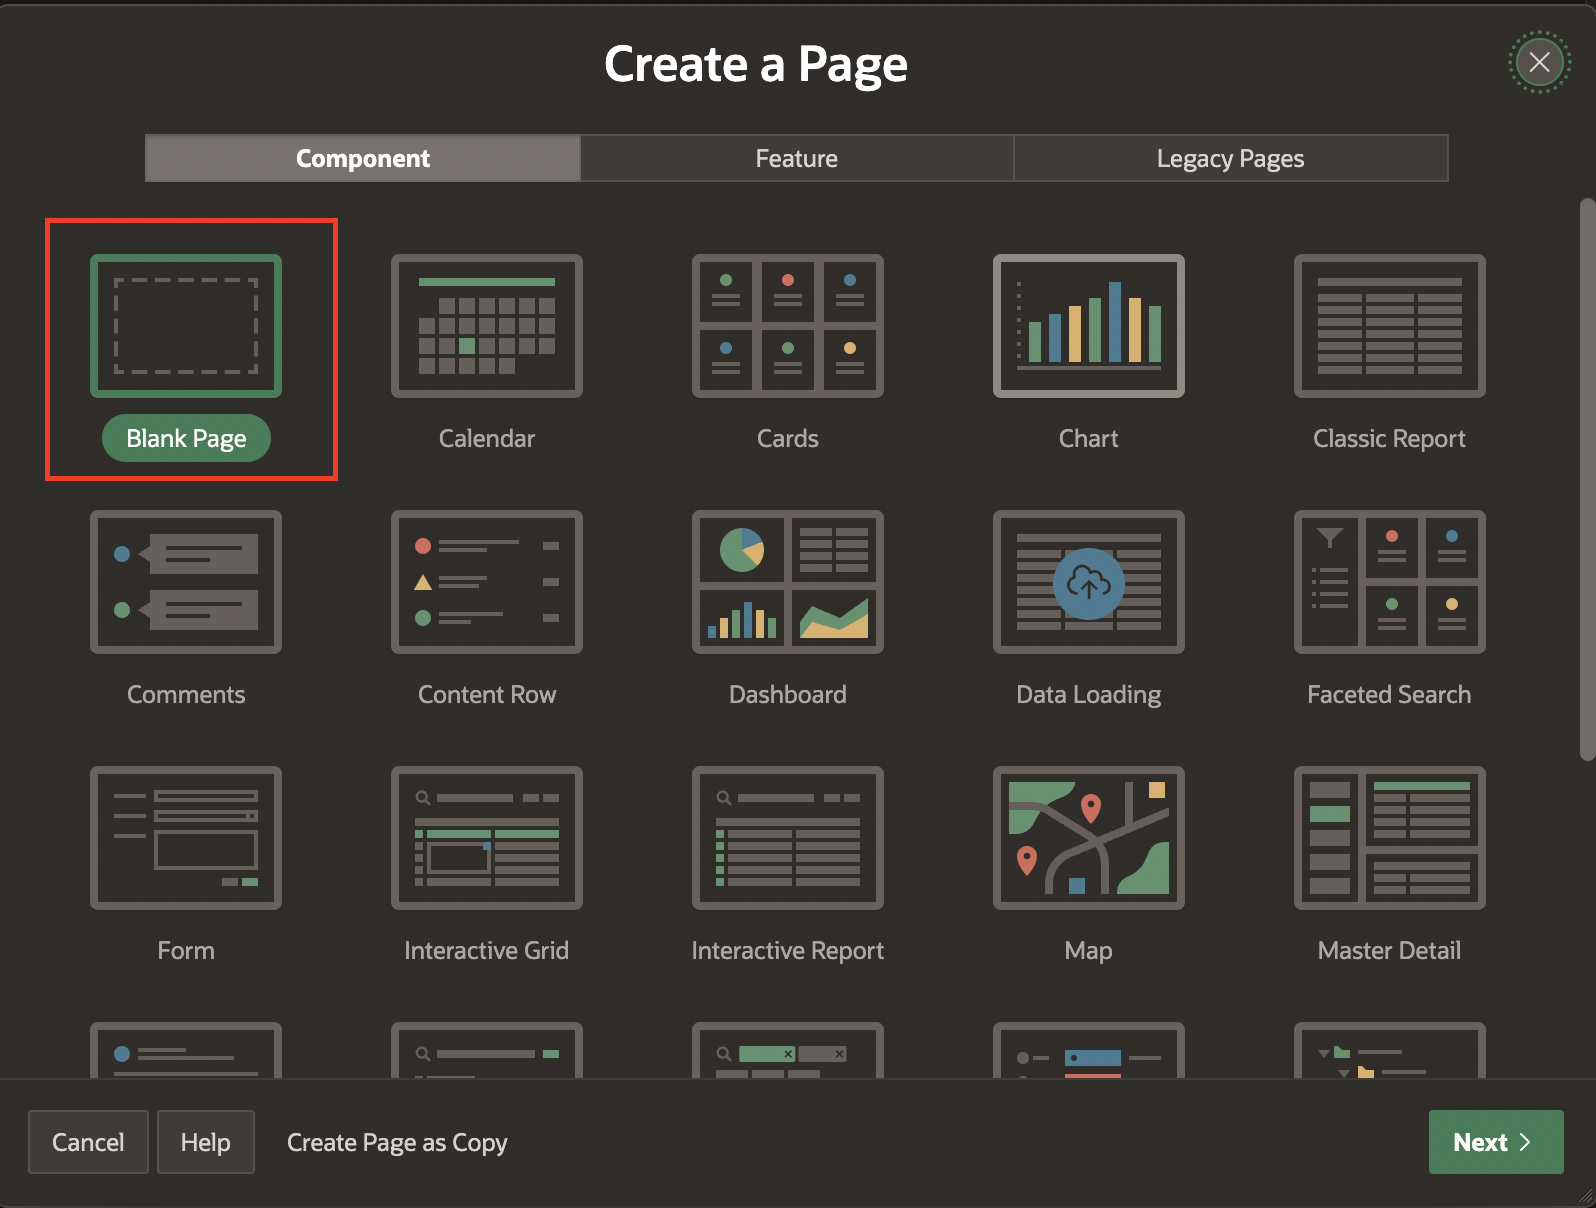 Create a Page
Component
Feature
Legacy Pages
Blank Page
Calendar
Cards
Chart
Classic Report
Comments
Content Row
Dashboard
Data Loading
Faceted Search
Form
Interactive Grid
Interactive Report
Map
Master Detail
Cancel
Help
Create Page as Copy
Next